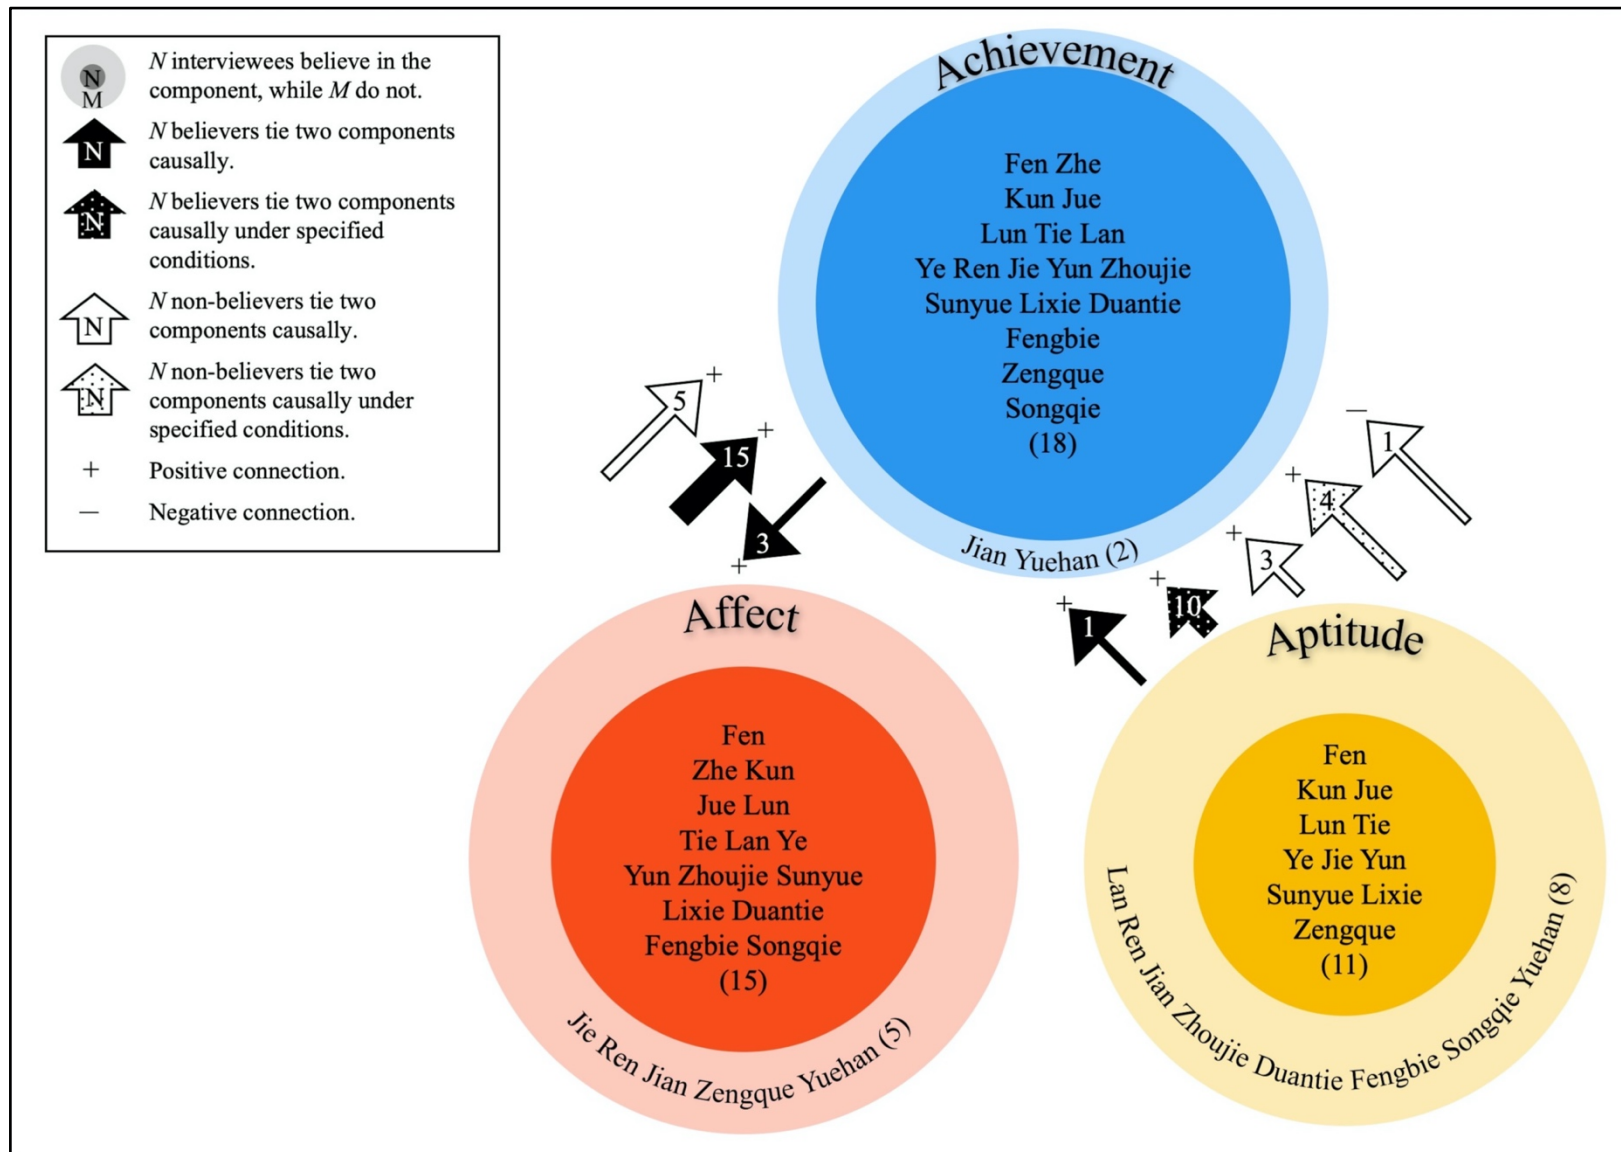 N
M
N interviewees believe in the
component, while M do not.
N
N believers tie two components
causally.
N
N believers tie two components
causally under specified
conditions.
N
N non-believers tie two
components causally.
N
N non-believers tie two
components causally under
specified conditions.
+
Positive connection.
—
Negative connection.
Achievement
Fen Zhe
Kun Jue
Lun Tie Lan
Ye Ren Jie Yun Zhoujie
Sunyue Lixie Duantie
Fengbie
Zengque
Songqie
(18)
Jian Yuehan (2)
+
5
+
15
3
+
—
1
+
4
+
3
+
10
+
1
Affect
Fen
Zhe Kun
Jue Lun
Tie Lan Ye
Yun Zhoujie Sunyue
Lixie Duantie
Fengbie Songqie
(15)
Jie Ren Jian Zengque Yuehan (5)
Aptitude
Fen
Kun Jue
Lun Tie
Ye Jie Yun
Sunyue Lixie
Zengque
(11)
Lan Ren Jian Zhoujie Duantie Fengbie Songqie Yuehan (8)